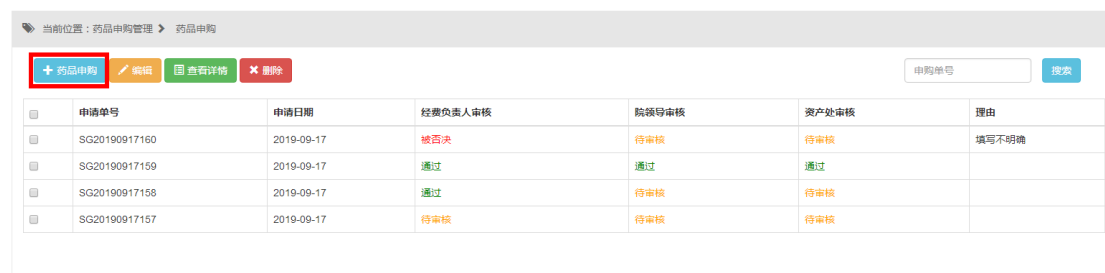 当前位置：药品申购管理 药品申购
药品申购 编辑 查看详情 删除 申购单号 搜索
申请单号 申请日期 经费负责人审核 院领导审核 资产处审核 理由
SG20190917160 2019-09-17 被否决 待审核 待审核 填写不明确
SG20190917159 2019-09-17 通过 通过 通过
SG20190917158 2019-09-17 通过 待审核 待审核
SG20190917157 2019-09-17 待审核 待审核 待审核